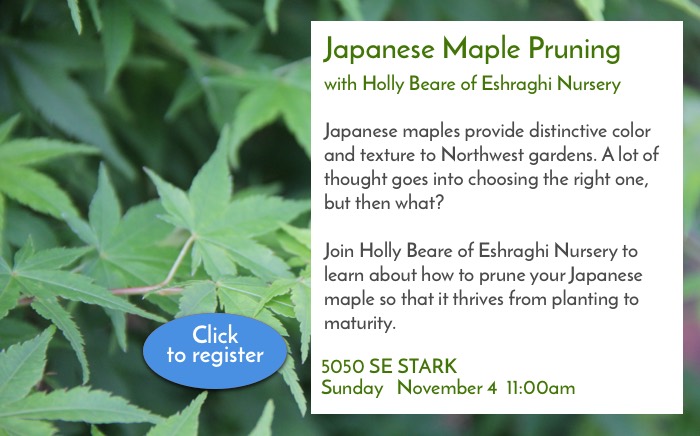 Japanese Maple Pruning
with Holly Beare of Eshraghi Nursery
Japanese maples provide distinctive color
and texture to Northwest gardens. A lot of
thought goes into choosing the right one,
but then what?
Join Holly Beare of Eshraghi Nursery to
learn about how to prune your Japanese
maple so that it thrives from planting to
maturity.
5050 SE STARK
Sunday November 4 11:00am
Click
to register